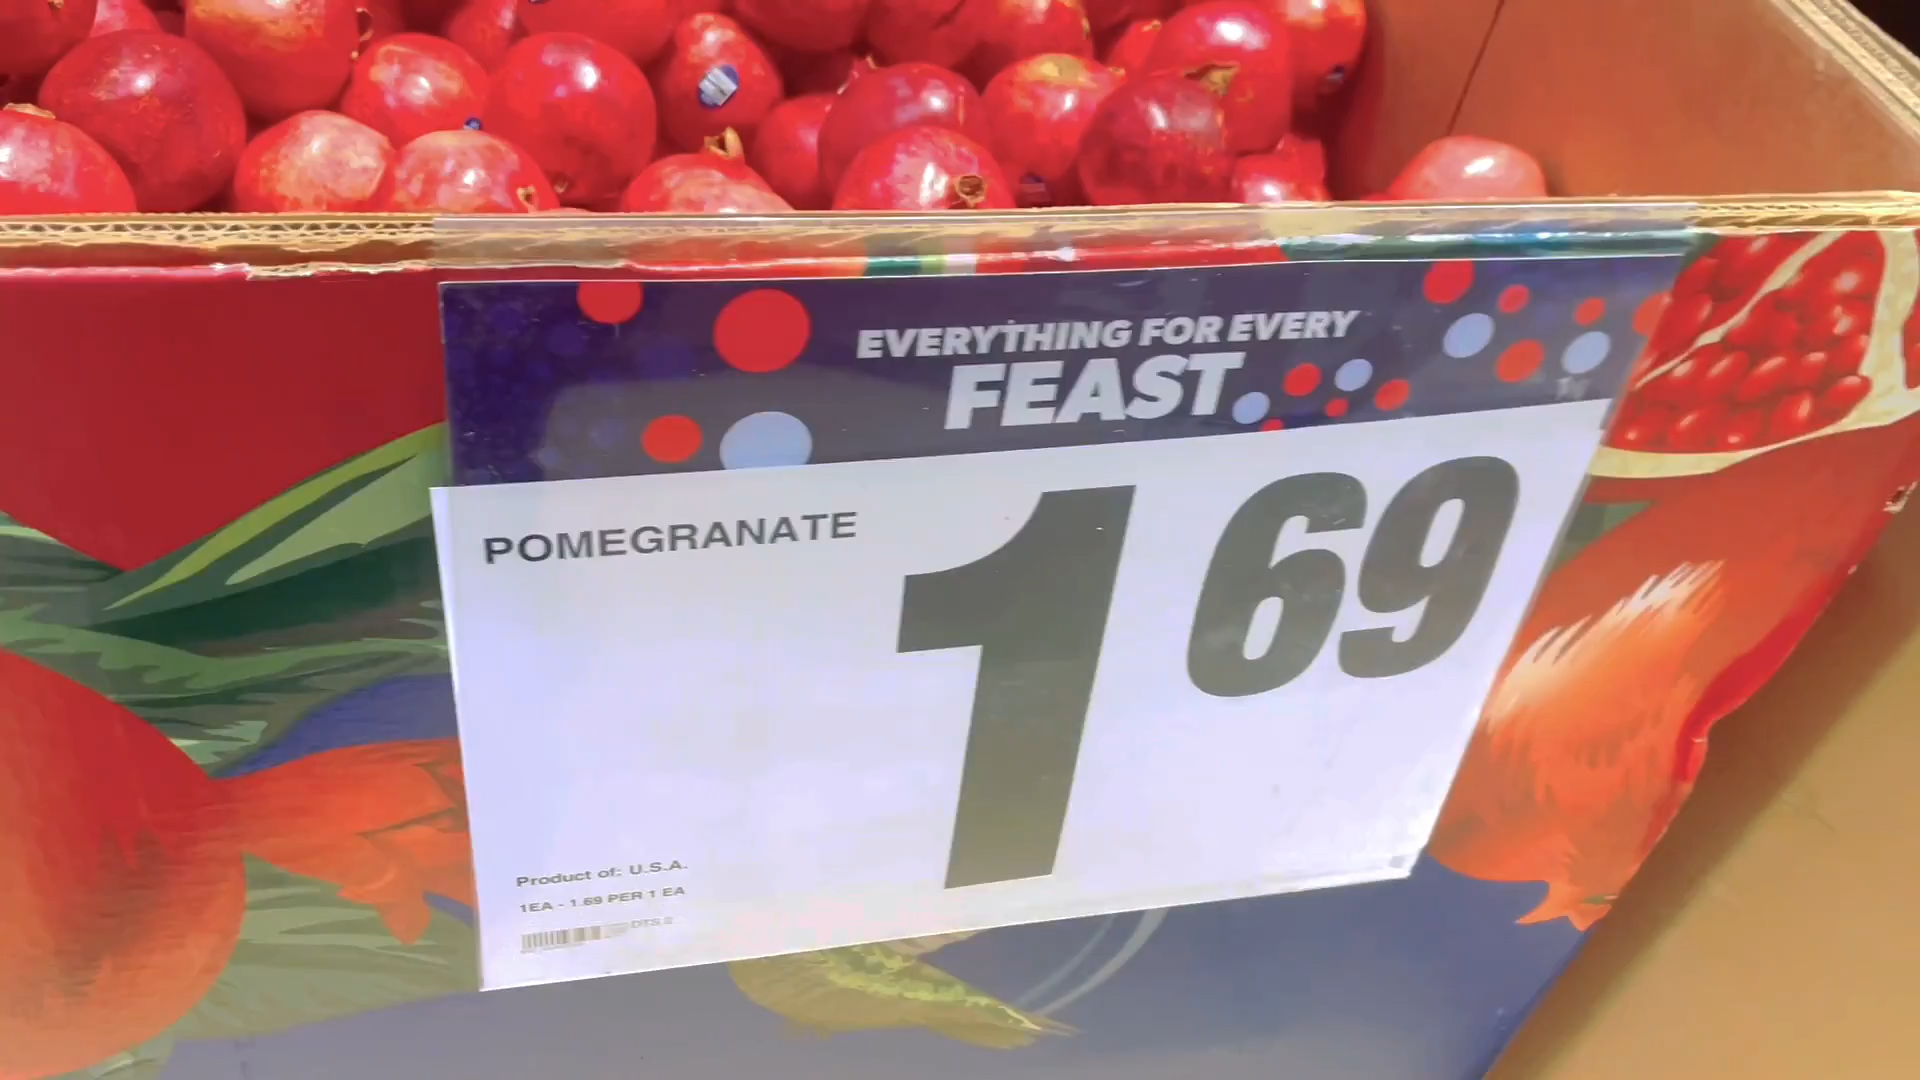 EVERYTHING FOR EVERY
FEAST
POMEGRANATE
1 69
Product of: U.S.A.
1EA - 1.69 PER 1 EA